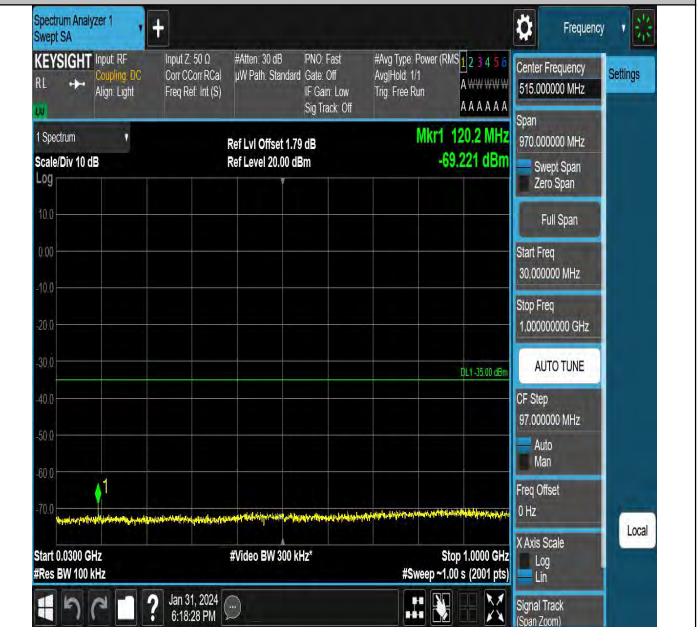 Spectrum Analyzer 1
Swept SA
+
Frequency
KEYSIGHT
RL
Input: RF
Coupling: DC
Align: Light
Input Z: 50 Ω
Corr CCorr RCal
Freq Ref: Int (S)
#Atten: 30 dB
µW Path: Standard
PNO: Fast
Gate: Off
IF Gain: Low
Sig Track: Off
#Avg Type: Power (RMS
Avg|Hold: 1/1
Trig: Free Run
1 2 3 4 5 6
A W W W W W
A A A A A A
1 Spectrum
Scale/Div 10 dB
Log
Ref Lvl Offset 1.79 dB
Ref Level 20.00 dBm
Mkr1 120.2 MHz
-69.221 dBm
10.0
0.00
-10.0
-20.0
-30.0
DL1 -35.00 dBm
-40.0
-50.0
-60.0
1
-70.0
Start 0.0300 GHz
#Res BW 100 kHz
#Video BW 300 kHz*
Stop 1.0000 GHz
#Sweep ~1.00 s (2001 pts)
Jan 31, 2024
6:18:28 PM
?
Center Frequency
515.000000 MHz
Settings
Span
970.000000 MHz
Swept Span
Zero Span
Full Span
Start Freq
30.000000 MHz
Stop Freq
1.000000000 GHz
AUTO TUNE
CF Step
97.000000 MHz
Auto
Man
Freq Offset
0 Hz
Local
X Axis Scale
Log
Lin
Signal Track
(Span Zoom)